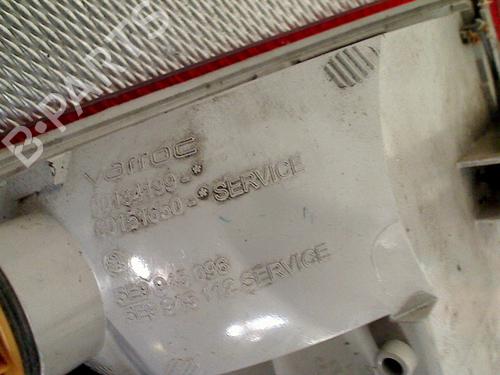 B-PARTS
varroc
SERVICE
5E9 945 096
5E9 945 112 SERVICE